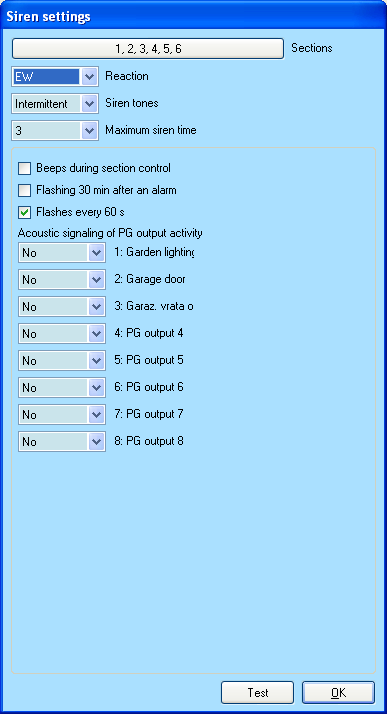 Siren settings
1, 2, 3, 4, 5, 6 Sections
EW Reaction
Intermittent Siren tones
3 Maximum siren time
Beeps during section control
Flashing 30 min after an alarm
Flashes every 60 s
Acoustic signaling of PG output activity
No 1: Garden lighting
No 2: Garage door
No 3: Garaz. vrata o
No 4: PG output 4
No 5: PG output 5
No 6: PG output 6
No 7: PG output 7
No 8: PG output 8
Test OK